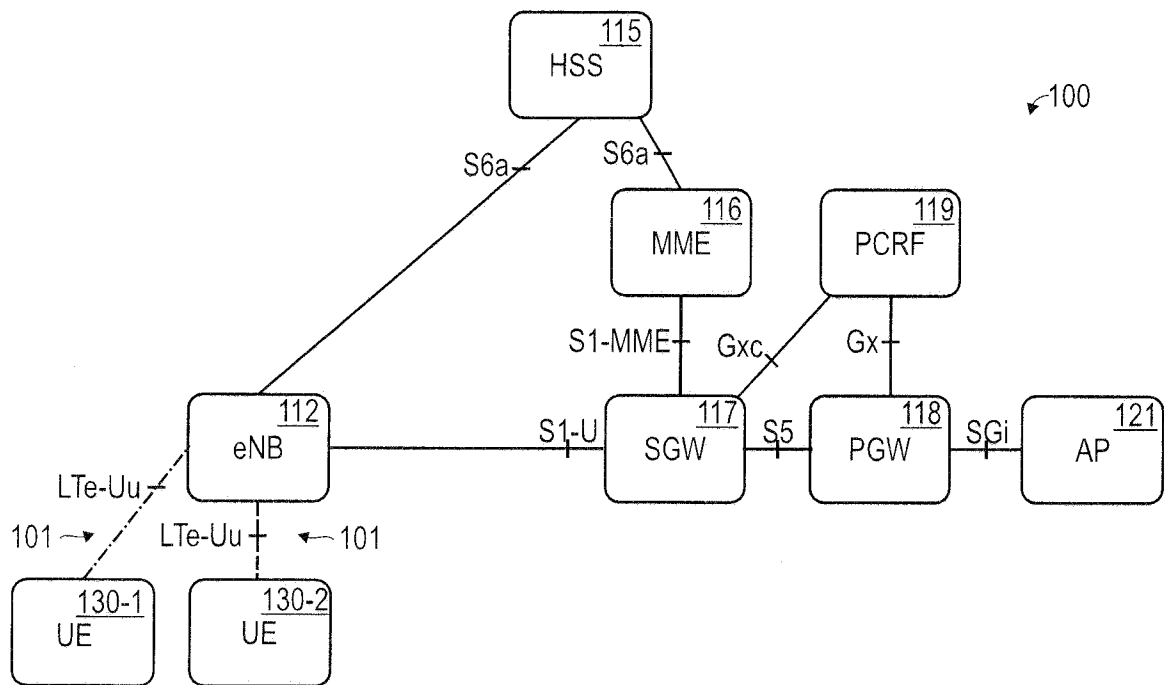 115
HSS
100
S6a
S6a
116
MME
119
PCRF
S1-MME
Gxc
Gx
112
eNB
S1-U
117
SGW
S5
118
PGW
SGi
121
AP
LTe-Uu
101
LTe-Uu
101
130-1
UE
130-2
UE